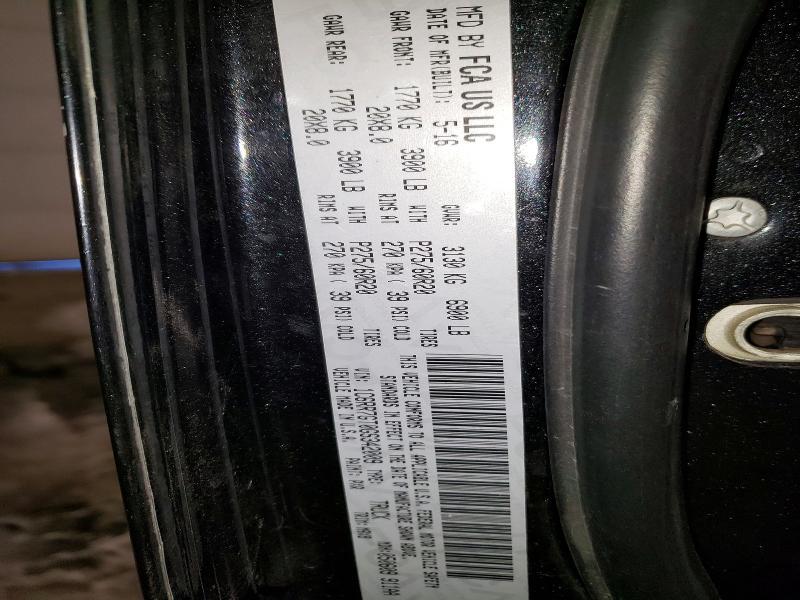 MFD BY FCA US LLC
DATE OF MFR(BUILT): 5-16 GVWR: 3130 KG 6900 LB
GAWR FRONT: 1770 KG 3900 LB WITH P275/60R20 TIRES
20X8.0 RIMS AT 270 KPA ( 39 PSI) COLD
GAWR REAR: 1770 KG 3900 LB WITH P275/60R20 TIRES
20X8.0 RIMS AT 270 KPA ( 39 PSI) COLD
THIS VEHICLE CONFORMS TO ALL APPLICABLE U.S.A. FEDERAL MOTOR VEHICLE SAFETY
STANDARDS IN EFFECT ON THE DATE OF MANUFACTURE SHOWN ABOVE.
VIN: TYPE: TRUCK
VEHICLE MADE IN U.S.A. PAINT: